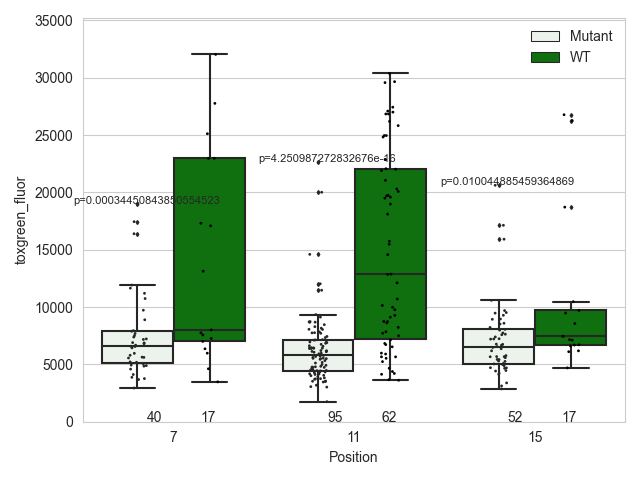 toxgreen_fluor
35000
30000
25000
20000
15000
10000
5000
0
Mutant
WT
p=0.00034450843850554523
p=4.250987272832676e-16
p=0.010044885459364869
40 17 95 62 52 17
7 11 15
Position